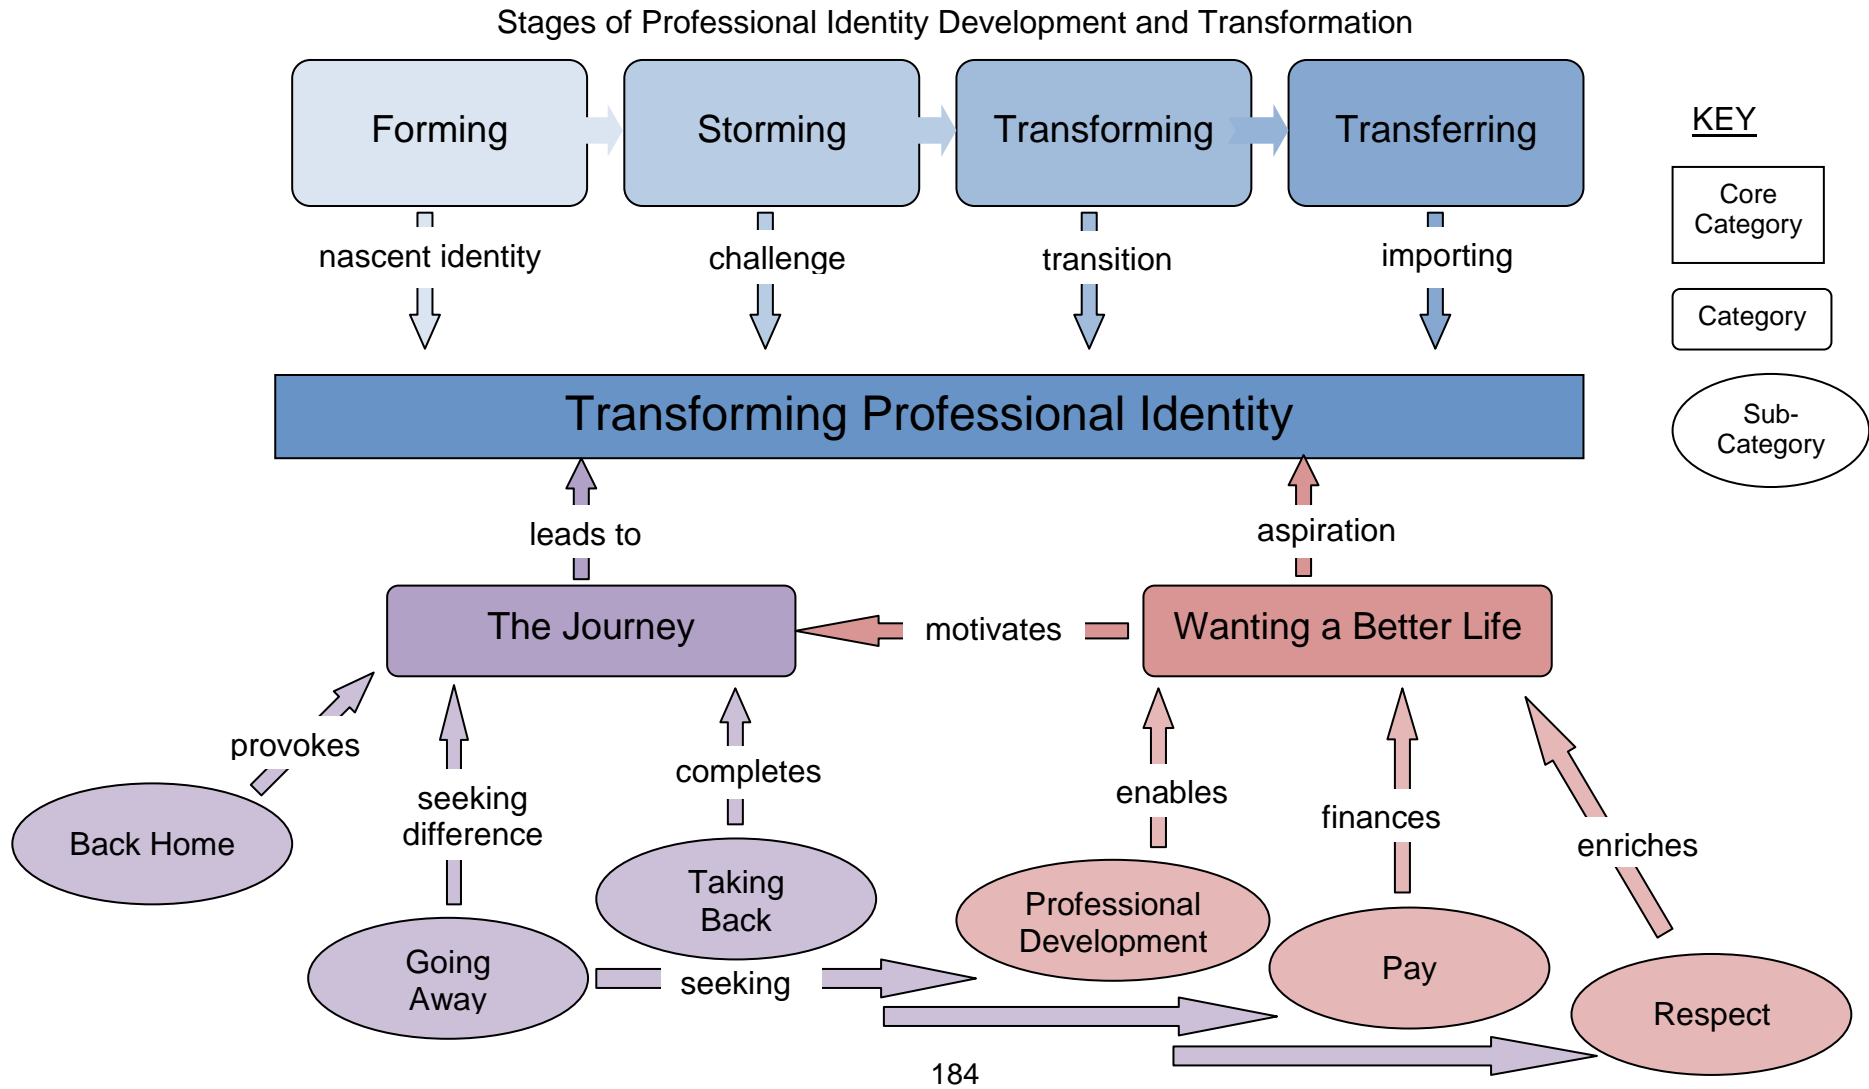 Stages of Professional Identity Development and Transformation
Forming
Storming
Transforming
Transferring
KEY
Core
Category
Category
Sub-
Category
nascent identity
challenge
transition
importing
Transforming Professional Identity
leads to
aspiration
The Journey
motivates
Wanting a Better Life
provokes
seeking
difference
completes
enables
finances
enriches
Back Home
Going
Away
Taking
Back
seeking
Professional
Development
Pay
Respect
184